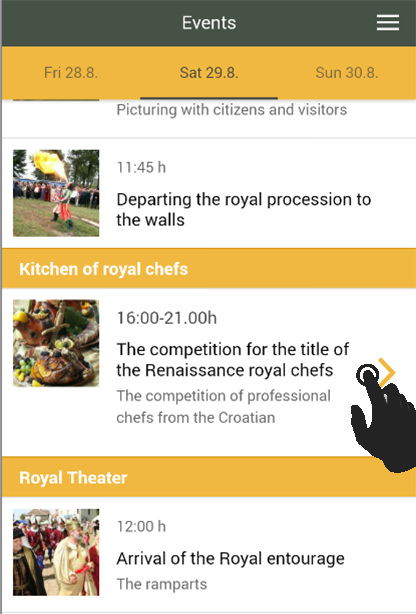 Events
Fri 28.8.
Sat 29.8.
Sun 30.8.
Picturing with citizens and visitors
11:45 h
Departing the royal procession to
the walls
Kitchen of royal chefs
16:00-21.00h
The competition for the title of
the Renaissance royal chefs
The competition of professional
chefs from the Croatian
Royal Theater
12:00 h
Arrival of the Royal entourage
The ramparts